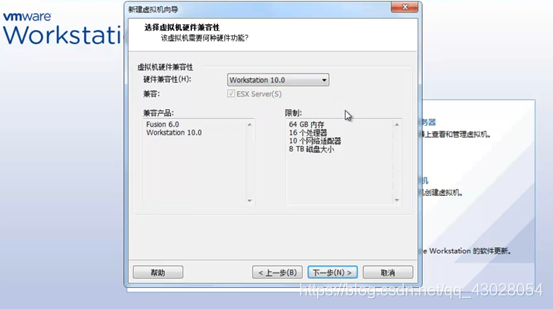 vmware
Workstati
新建虚拟机向导
选择虚拟机硬件兼容性
该虚拟机需要何种硬件功能?
虚拟机硬件兼容性
硬件兼容性(H):
Workstation 10.0
兼容:
ESX Server(S)
兼容产品:
限制:
Fusion 6.0
Workstation 10.0
64 GB 内存
16 个处理器
10 个网络适配器
8 TB 磁盘大小
务器
器上查看和管理虚拟机。
机
机创建虚拟机。
e Workstation 的软件更新。
帮助
< 上一步(B)
下一步(N) >
取消
https://blog.csdn.net/qq_43028054